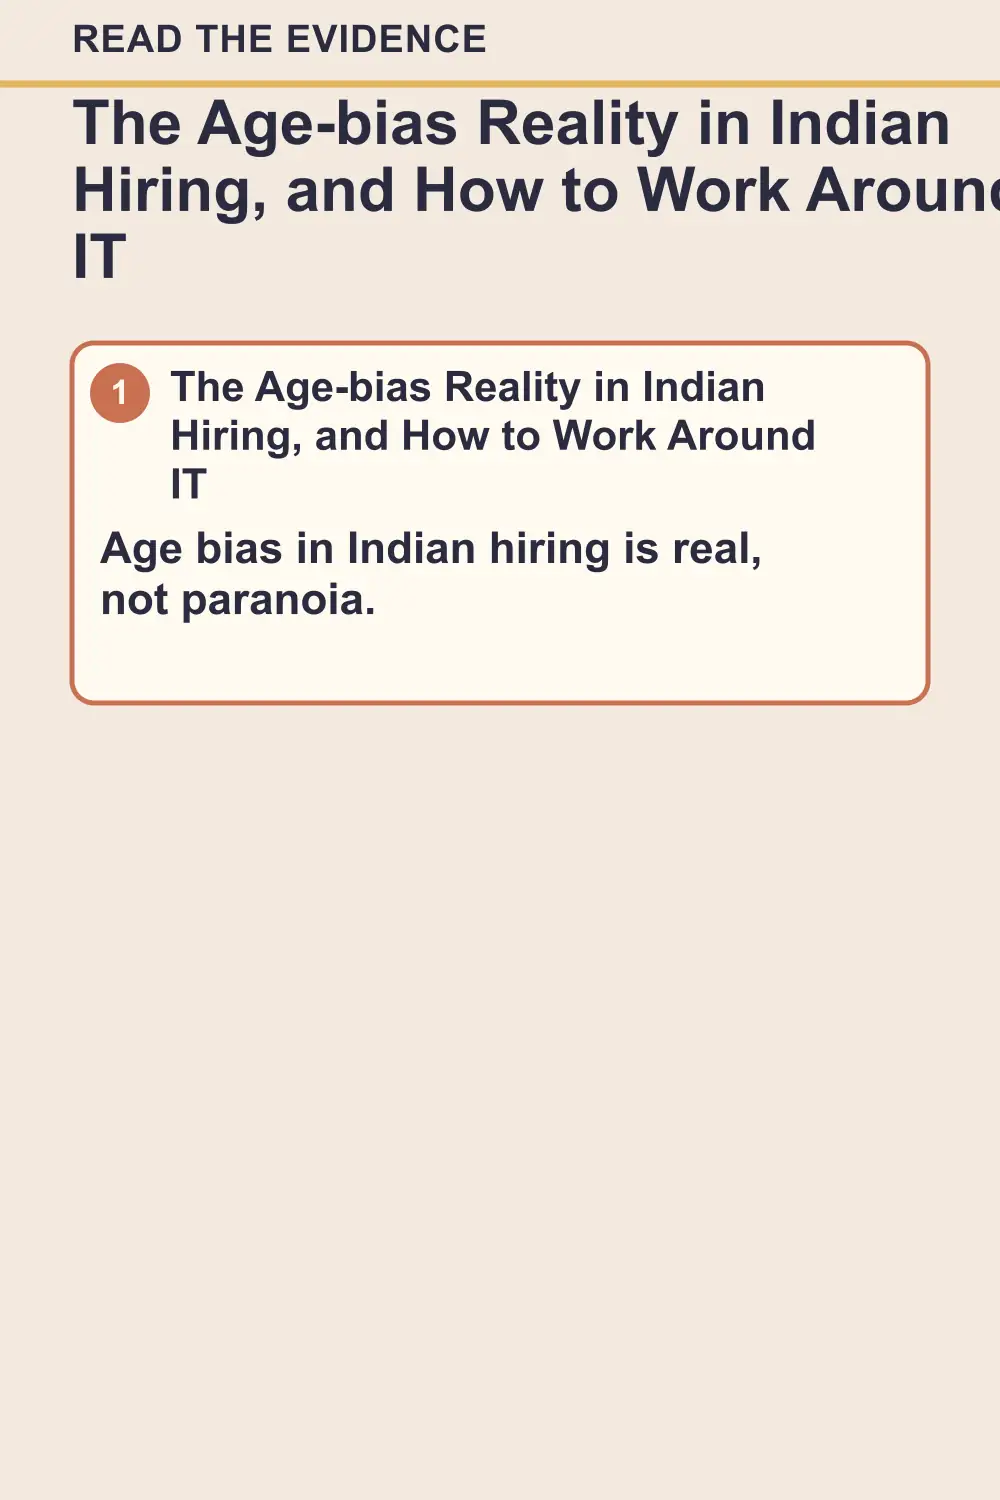 READ THE EVIDENCE
The Age-bias Reality in Indian
Hiring, and How to Work Aroun
IT
1
The Age-bias Reality in Indian
Hiring, and How to Work Around
IT
Age bias in Indian hiring is real,
not paranoia.